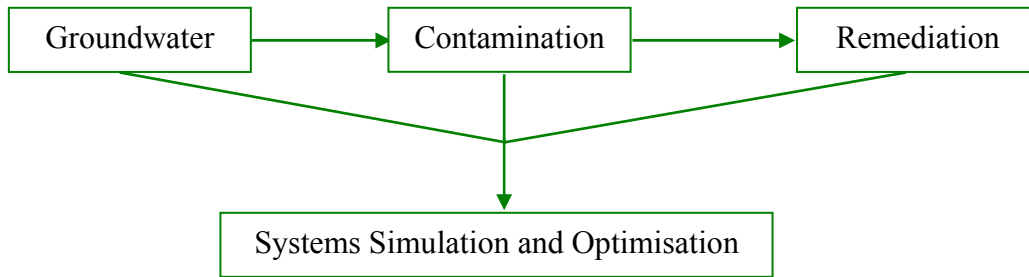 Groundwater
Contamination
Remediation
Systems Simulation and Optimisation